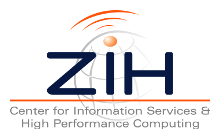 ZIH
Center for Information Services &
High Performance Computing